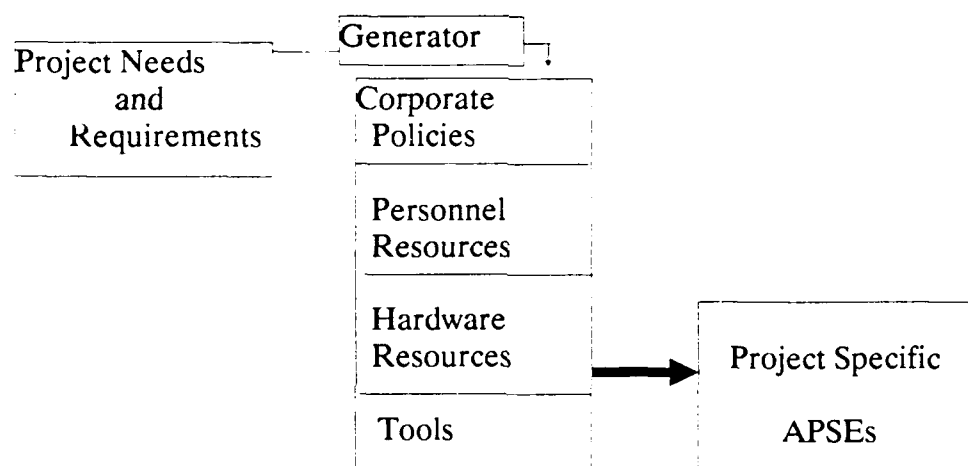 Generator
Project Needs
and
Requirements
Corporate
Policies
Personnel
Resources
Hardware
Resources
Tools
Project Specific
APSEs